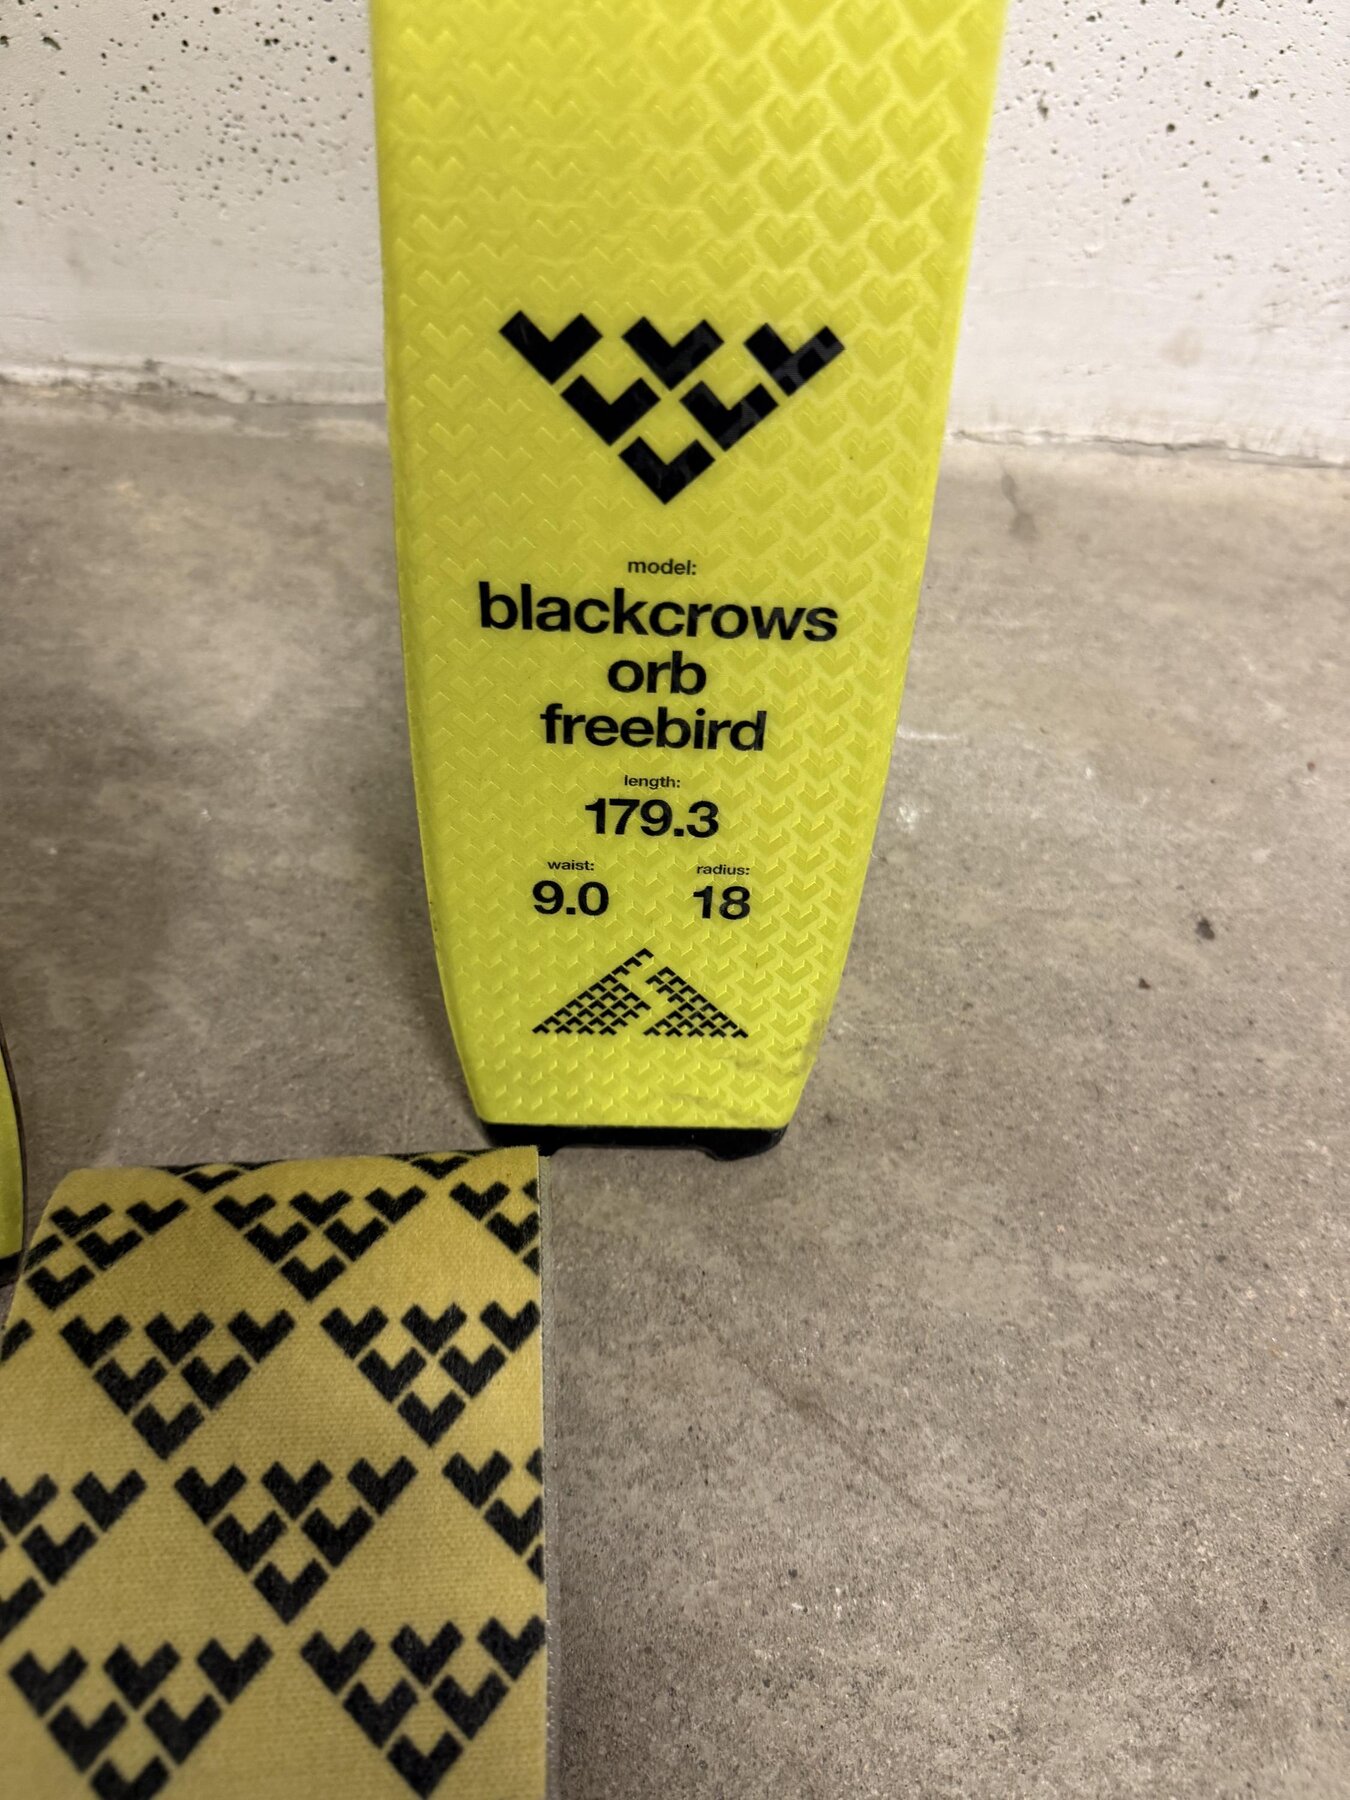 model:
blackcrows
orb
freebird
length:
179.3
waist: radius:
9.0 18